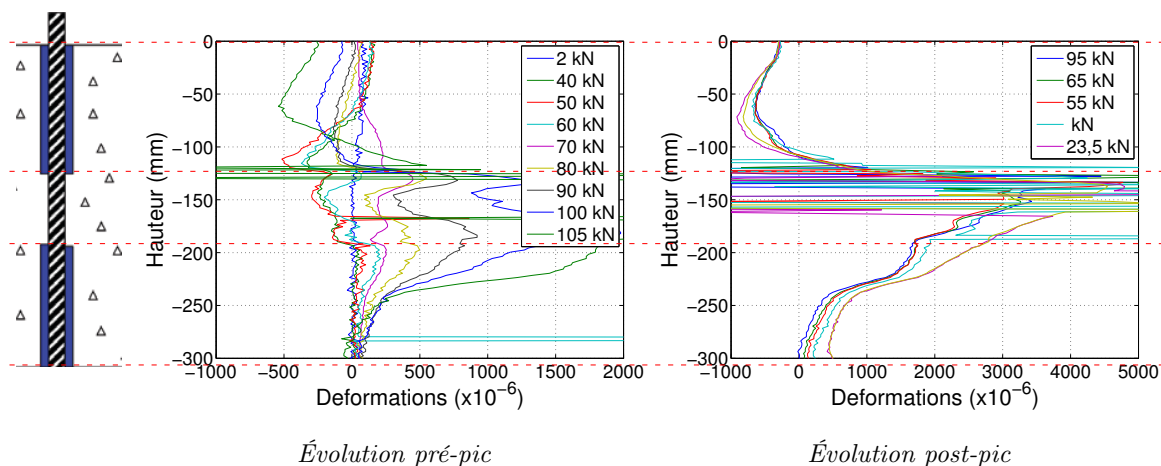 0
−50
−100
−150
−200
−250
−300
Hauteur (mm)
−1000 −500 0 500 1000 1500 2000
Deformations (x10⁻⁶)
2 kN
40 kN
50 kN
60 kN
70 kN
80 kN
90 kN
100 kN
105 kN
0
−50
−100
−150
−200
−250
−300
Hauteur (mm)
−1000 0 1000 2000 3000 4000 5000
Deformations (x10⁻⁶)
95 kN
65 kN
55 kN
kN
23,5 kN
Évolution pré-pic
Évolution post-pic